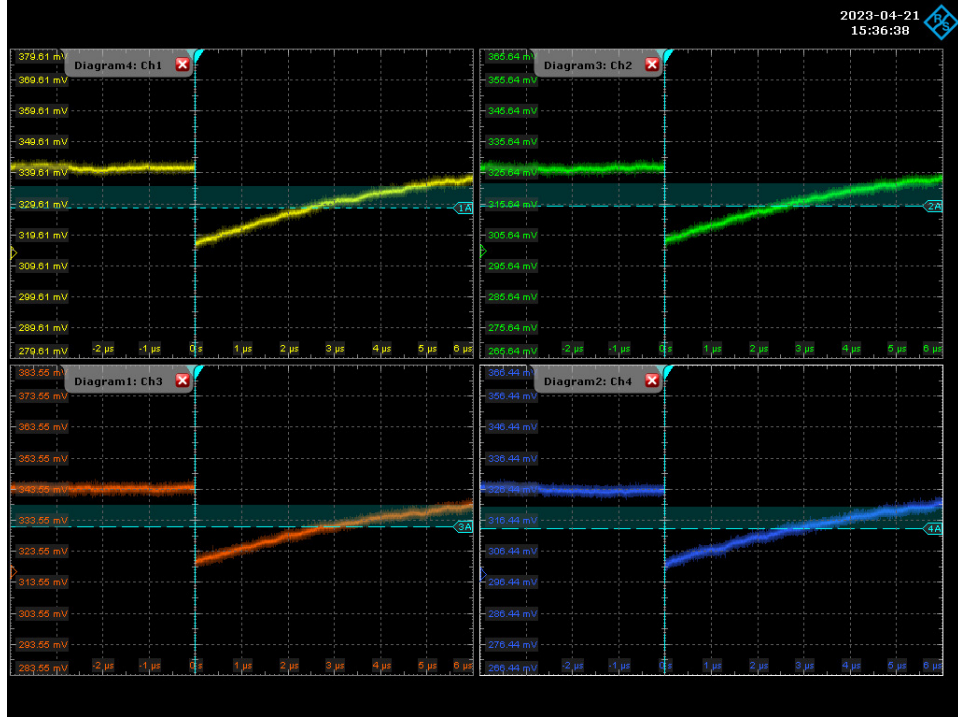 2023-04-21
15:36:38
R&S
Diagram4: Ch1
379.61 mV
369.61 mV
359.61 mV
349.61 mV
339.61 mV
329.61 mV
319.61 mV
309.61 mV
299.61 mV
289.61 mV
279.61 mV
-2 µs -1 µs 0 s 1 µs 2 µs 3 µs 4 µs 5 µs 6 µs
1A
Diagram3: Ch2
365.64 mV
355.64 mV
345.64 mV
335.64 mV
325.64 mV
315.64 mV
305.64 mV
295.64 mV
285.64 mV
275.64 mV
265.64 mV
-2 µs -1 µs 0 s 1 µs 2 µs 3 µs 4 µs 5 µs 6 µs
2A
Diagram1: Ch3
383.55 mV
373.55 mV
363.55 mV
353.55 mV
343.55 mV
333.55 mV
323.55 mV
313.55 mV
303.55 mV
293.55 mV
283.55 mV
-2 µs -1 µs 0 s 1 µs 2 µs 3 µs 4 µs 5 µs 6 µs
3A
Diagram2: Ch4
366.44 mV
356.44 mV
346.44 mV
336.44 mV
326.44 mV
316.44 mV
306.44 mV
296.44 mV
286.44 mV
276.44 mV
266.44 mV
-2 µs -1 µs 0 s 1 µs 2 µs 3 µs 4 µs 5 µs 6 µs
4A